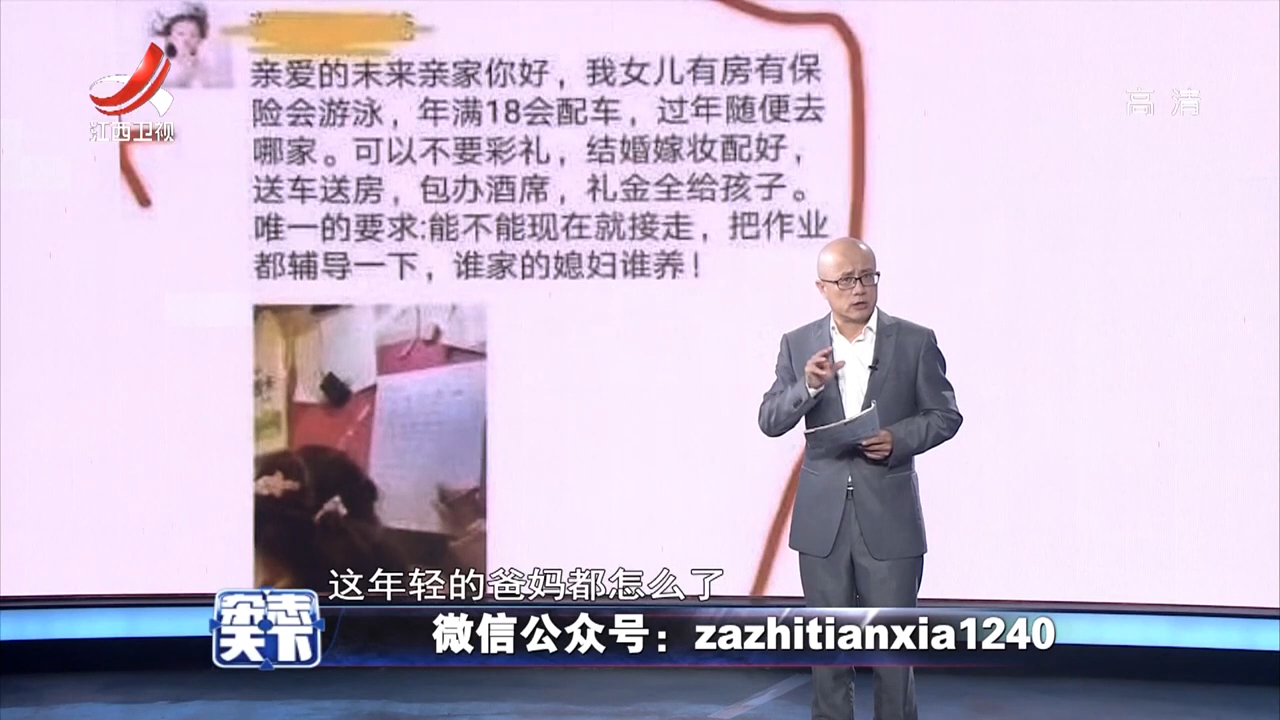 江西卫视
高清
亲爱的未来亲家你好，我女儿有房有保
险会游泳，年满18会配车，过年随便去
哪家。可以不要彩礼，结婚嫁妆配好，
送车送房，包办酒席，礼金全给孩子。
唯一的要求:能不能现在就接走，把作业
都辅导一下，谁家的媳妇谁养！
这年轻的爸妈都怎么了
杂志
天下
微信公众号：zazhitianxia1240